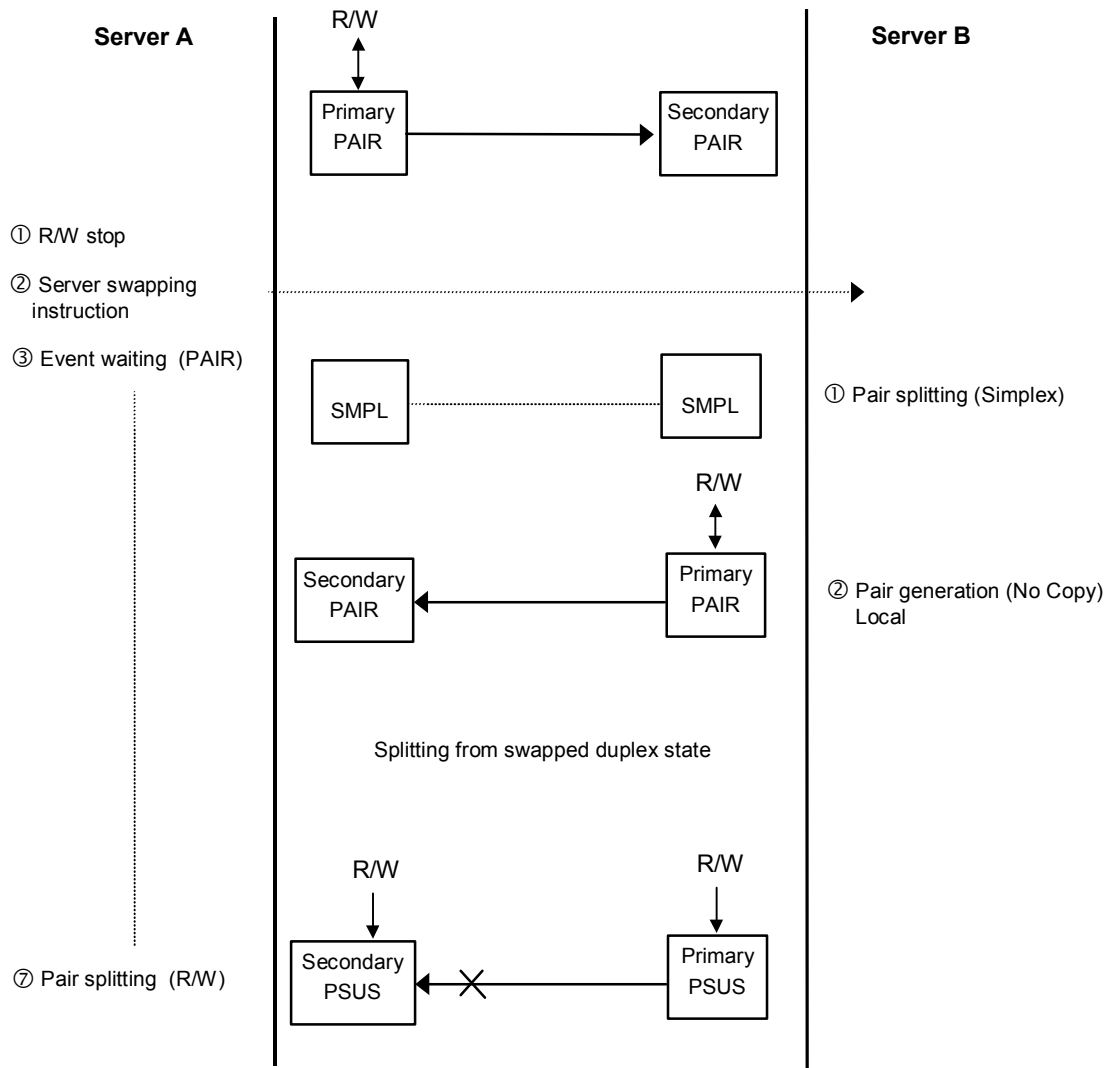 R/W
Server A
Server B
Primary
PAIR
Secondary
PAIR
① R/W stop
② Server swapping
instruction
③ Event waiting (PAIR)
SMPL
SMPL
① Pair splitting (Simplex)
R/W
Secondary
PAIR
Primary
PAIR
② Pair generation (No Copy)
Local
Splitting from swapped duplex state
R/W
R/W
Secondary
PSUS
Primary
PSUS
⑦ Pair splitting (R/W)